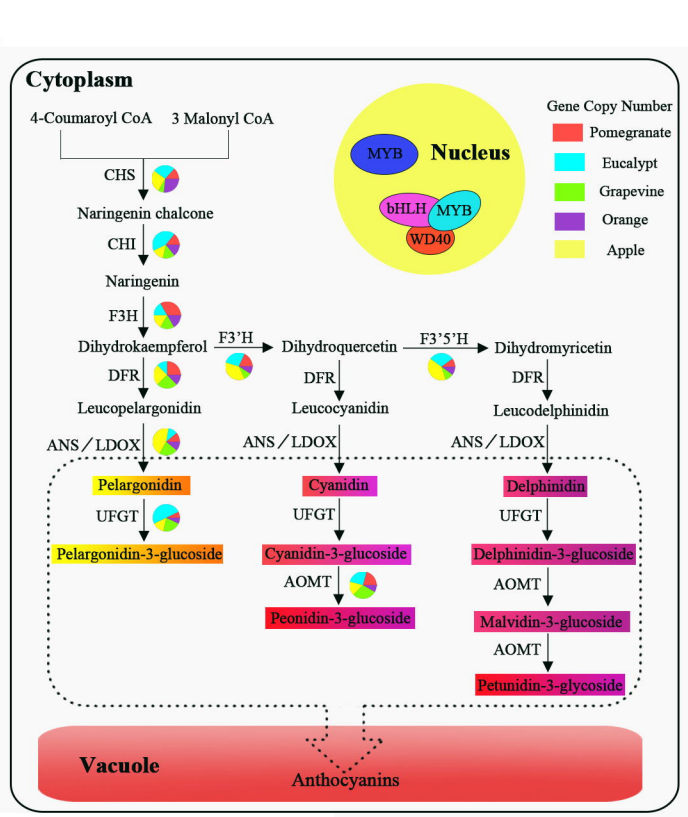 Cytoplasm
4-Coumaroyl CoA
3 Malonyl CoA
CHS
Naringenin chalcone
CHI
Naringenin
F3H
Dihydrokaempferol
F3’H
Dihydroquercetin
F3’5’H
Dihydromyricetin
DFR
DFR
DFR
Leucopelargonidin
Leucocyanidin
Leucodelphinidin
ANS/LDOX
ANS/LDOX
ANS/LDOX
Pelargonidin
Cyanidin
Delphinidin
UFGT
UFGT
UFGT
Pelargonidin-3-glucoside
Cyanidin-3-glucoside
Delphinidin-3-glucoside
AOMT
AOMT
Peonidin-3-glucoside
Malvidin-3-glucoside
AOMT
Petunidin-3-glycoside
Nucleus
MYB
bHLH
MYB
WD40
Gene Copy Number
Pomegranate
Eucalypt
Grapevine
Orange
Apple
Vacuole
Anthocyanins